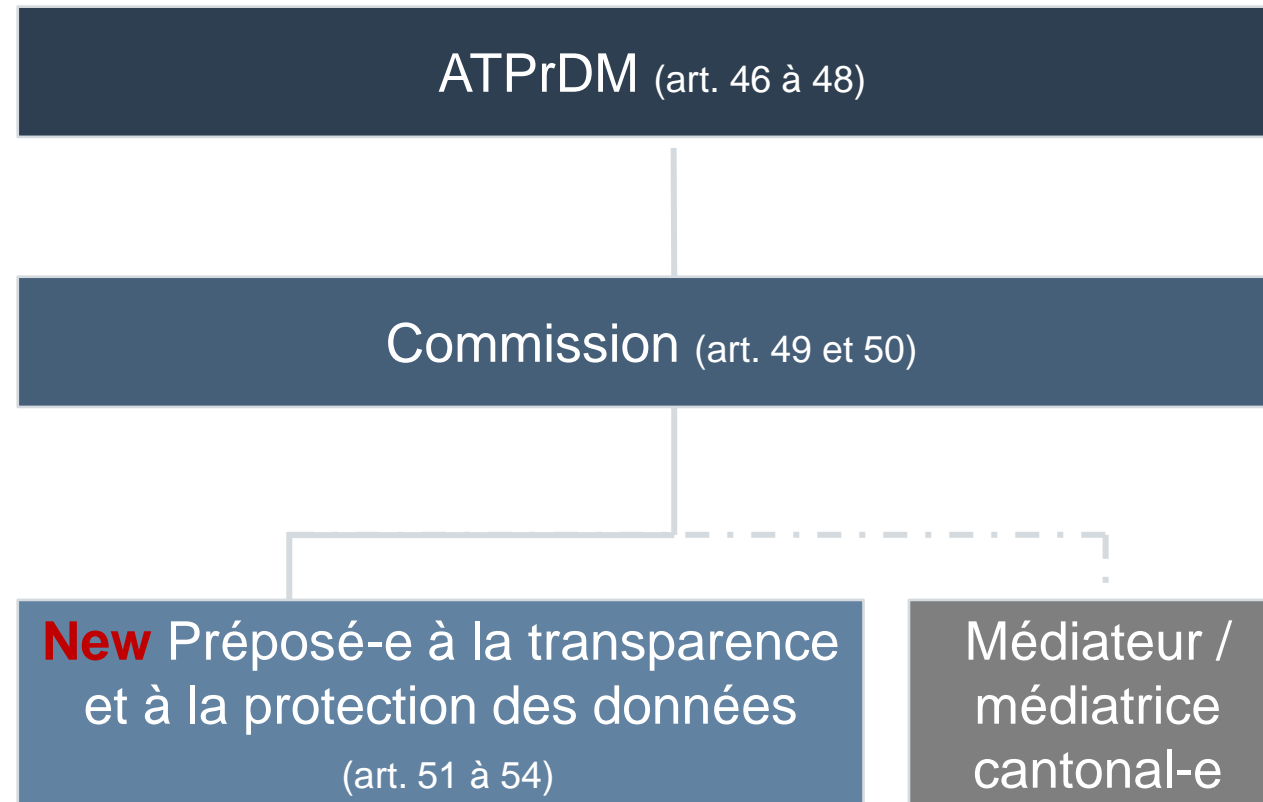 ATPrDM (art. 46 à 48)
Commission (art. 49 et 50)
New Préposé-e à la transparence
et à la protection des données
(art. 51 à 54)
Médiateur /
médiatrice
cantonal-e